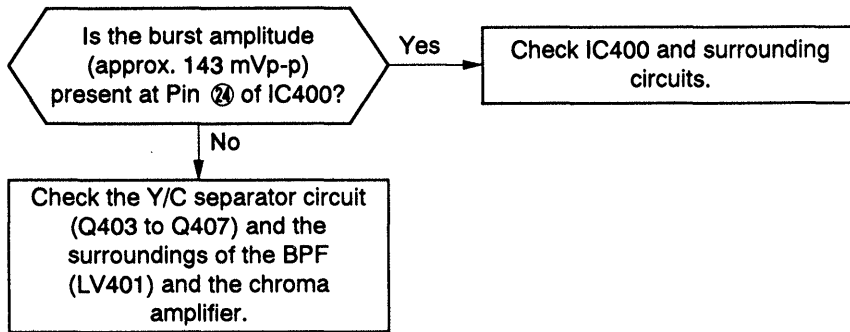 Is the burst amplitude
(approx. 143 mVp-p)
present at Pin ㉔ of IC400?
Yes
Check IC400 and surrounding
circuits.
No
Check the Y/C separator circuit
(Q403 to Q407) and the
surroundings of the BPF
(LV401) and the chroma
amplifier.